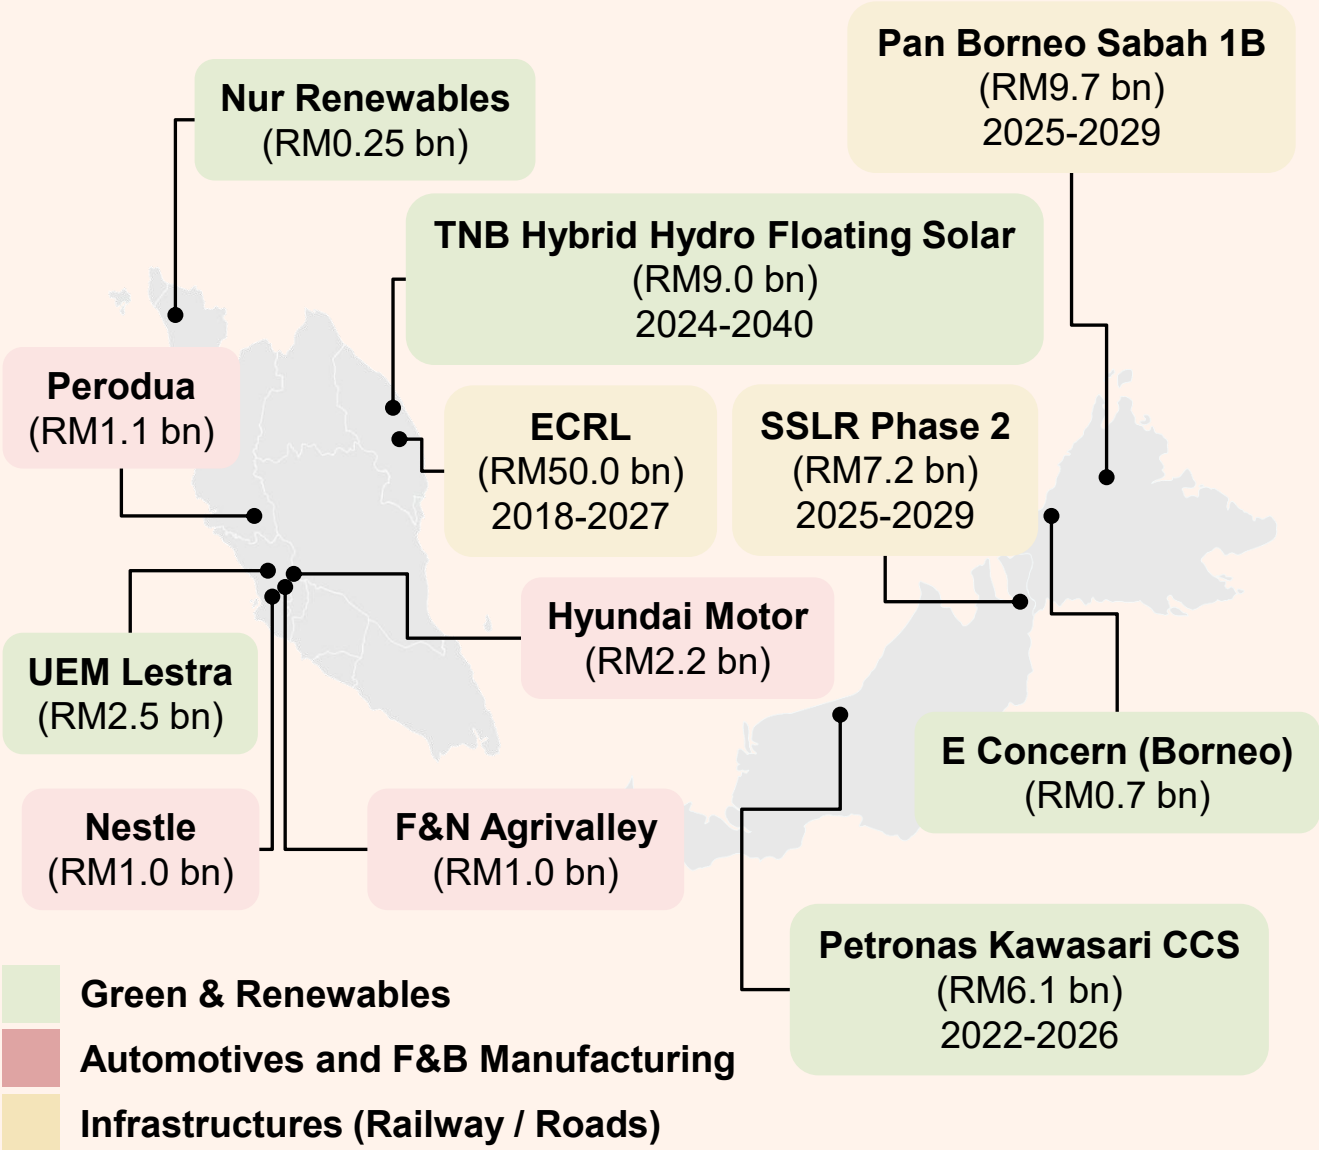 Pan Borneo Sabah 1B
(RM9.7 bn)
2025-2029
Nur Renewables
(RM0.25 bn)
TNB Hybrid Hydro Floating Solar
(RM9.0 bn)
2024-2040
Perodua
(RM1.1 bn)
ECRL
(RM50.0 bn)
2018-2027
SSLR Phase 2
(RM7.2 bn)
2025-2029
Hyundai Motor
(RM2.2 bn)
UEM Lestra
(RM2.5 bn)
E Concern (Borneo)
(RM0.7 bn)
Nestle
(RM1.0 bn)
F&N Agrivalley
(RM1.0 bn)
Petronas Kawasari CCS
(RM6.1 bn)
2022-2026
Green & Renewables
Automotives and F&B Manufacturing
Infrastructures (Railway / Roads)